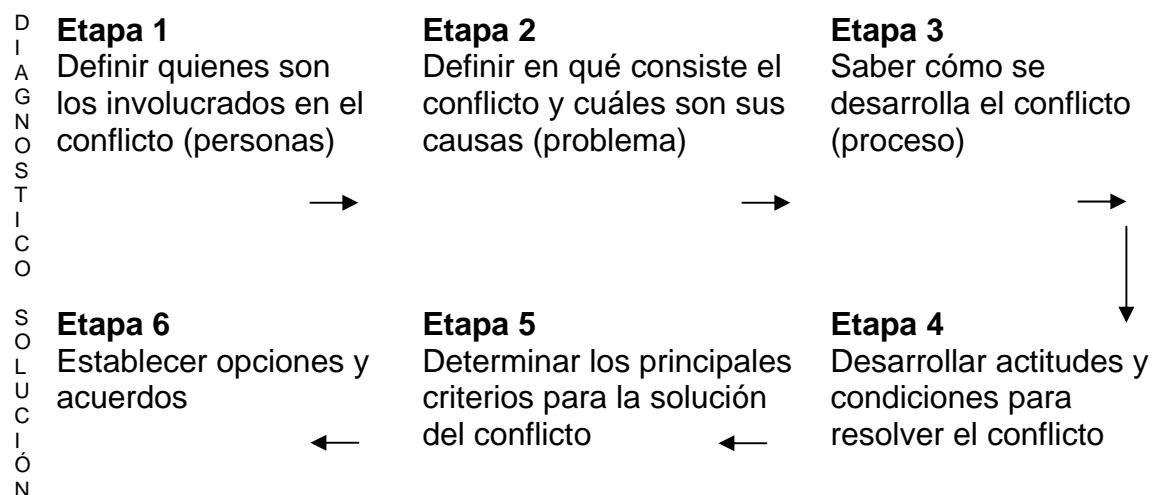 DIAGNOSTICO
Etapa 1
Definir quienes son
los involucrados en el
conflicto (personas)
Etapa 2
Definir en qué consiste el
conflicto y cuáles son sus
causas (problema)
Etapa 3
Saber cómo se
desarrolla el conflicto
(proceso)
SOLUCIÓN
Etapa 6
Establecer opciones y
acuerdos
Etapa 5
Determinar los principales
criterios para la solución
del conflicto
Etapa 4
Desarrollar actitudes y
condiciones para
resolver el conflicto